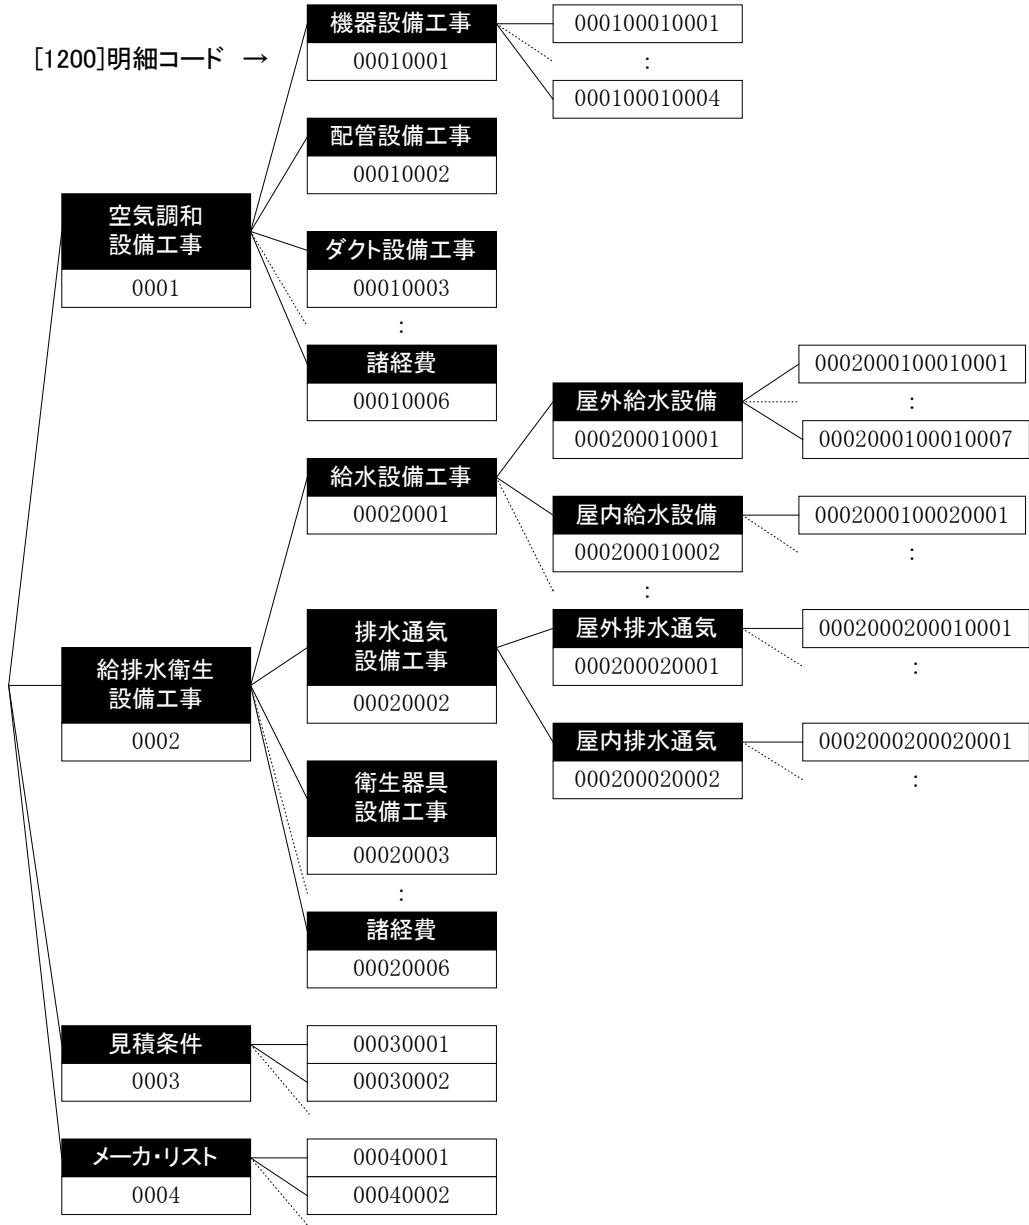 [1200]明細コード →
機器設備工事
00010001
000100010001
:
000100010004
配管設備工事
00010002
空気調和
設備工事
0001
ダクト設備工事
00010003
:
諸経費
00010006
給水設備工事
00020001
屋外給水設備
000200010001
0002000100010001
:
0002000100010007
屋内給水設備
000200010002
:
0002000100020001
:
給排水衛生
設備工事
0002
排水通気
設備工事
00020002
屋外排水通気
000200020001
0002000200010001
:
屋内排水通気
000200020002
0002000200020001
:
衛生器具
設備工事
00020003
:
諸経費
00020006
見積条件
0003
00030001
00030002
メーカ・リスト
0004
00040001
00040002